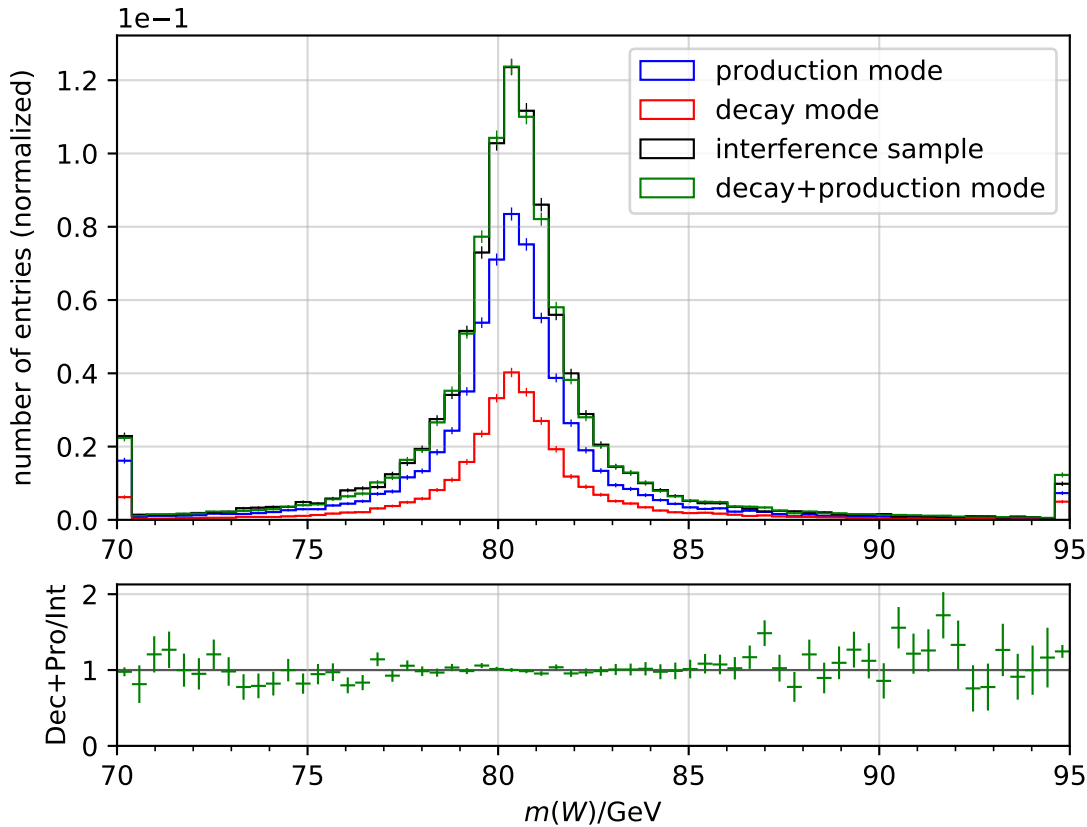 1e−1
number of entries (normalized)
1.2
1.0
0.8
0.6
0.4
0.2
0.0
production mode
decay mode
interference sample
decay+production mode
70 75 80 85 90 95
Dec+Pro/Int
2
1
0
70 75 80 85 90 95
m(W)/GeV